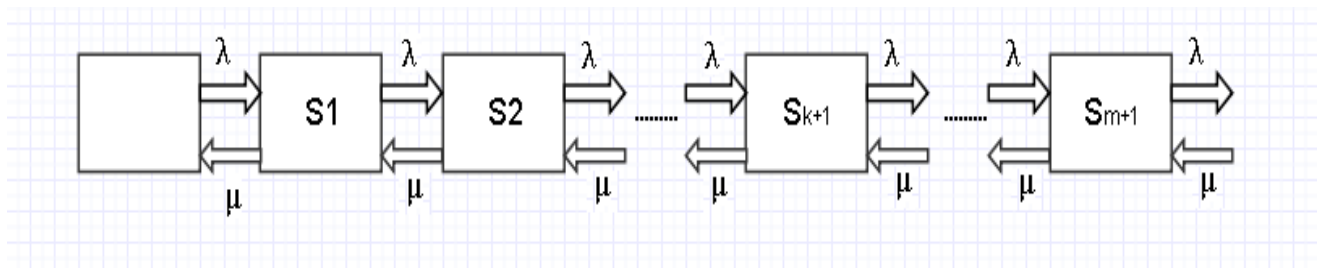 λ λ λ λ λ λ λ
S1 S2 ......... Sk+1 ......... Sm+1
μ μ μ μ μ μ μ